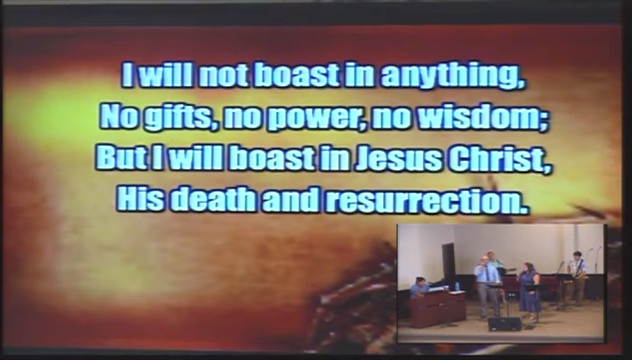 I will not boast in anything,
No gifts, no power, no wisdom;
But I will boast in Jesus Christ,
His death and resurrection.